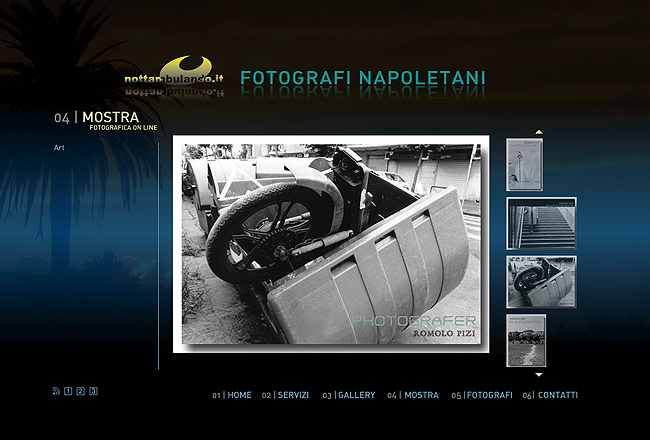 nottambulando.it
FOTOGRAFI NAPOLETANI
04 | MOSTRA
FOTOGRAFICA ON LINE
Art
PHOTOGRAFER
ROMOLO PIZI
1 2 3
01 | HOME 02 | SERVIZI 03 | GALLERY 04 | MOSTRA 05 | FOTOGRAFI 06 | CONTATTI